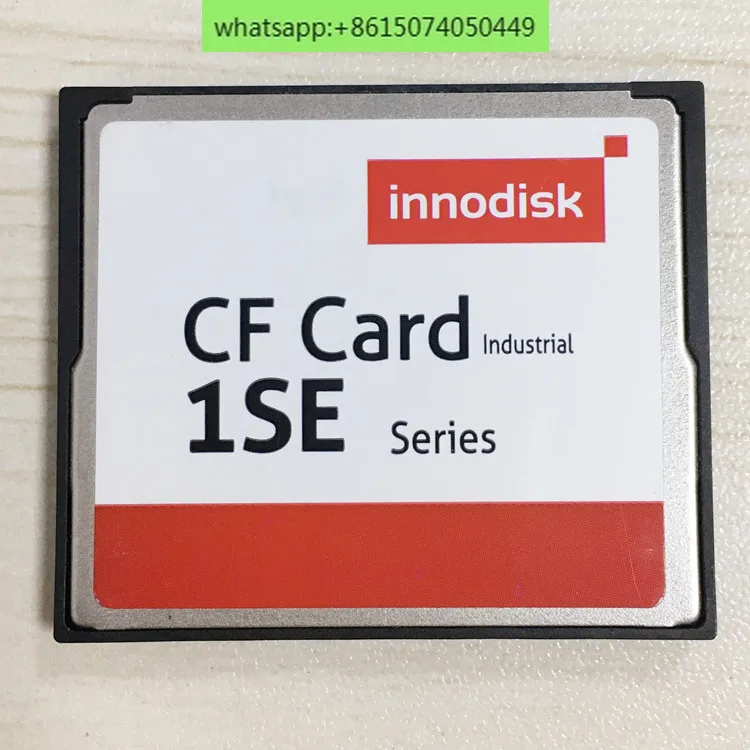 whatsapp:+8615074050449
innodisk
CF Card Industrial
1SE Series